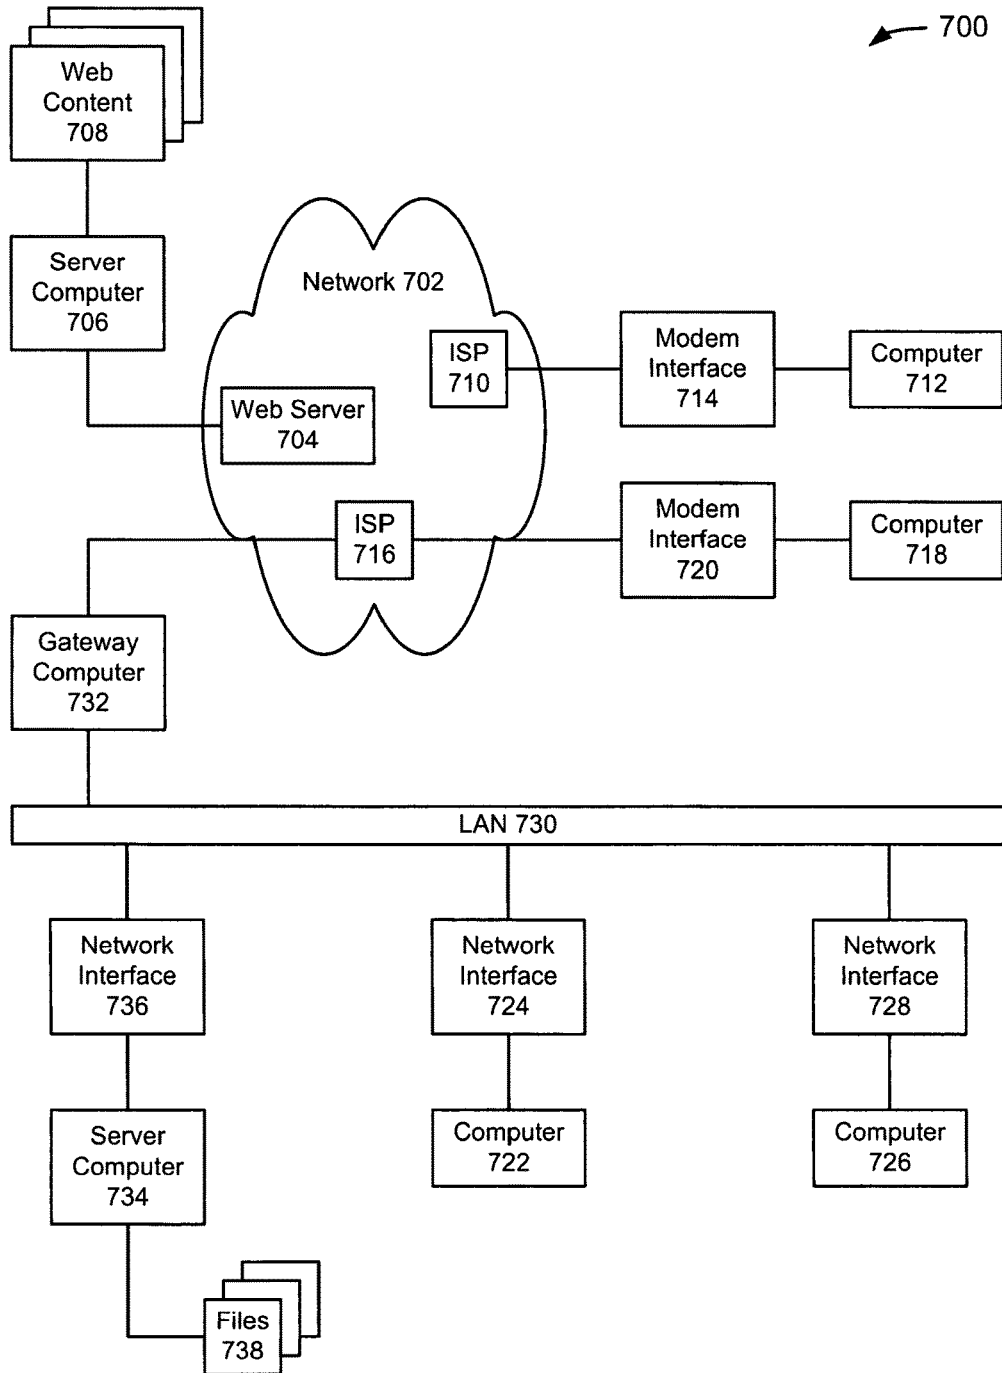 700
Web
Content
708
Server
Computer
706
Network 702
ISP
710
Modem
Interface
714
Computer
712
Web Server
704
ISP
716
Modem
Interface
720
Computer
718
Gateway
Computer
732
LAN 730
Network
Interface
736
Network
Interface
724
Network
Interface
728
Server
Computer
734
Computer
722
Computer
726
Files
738